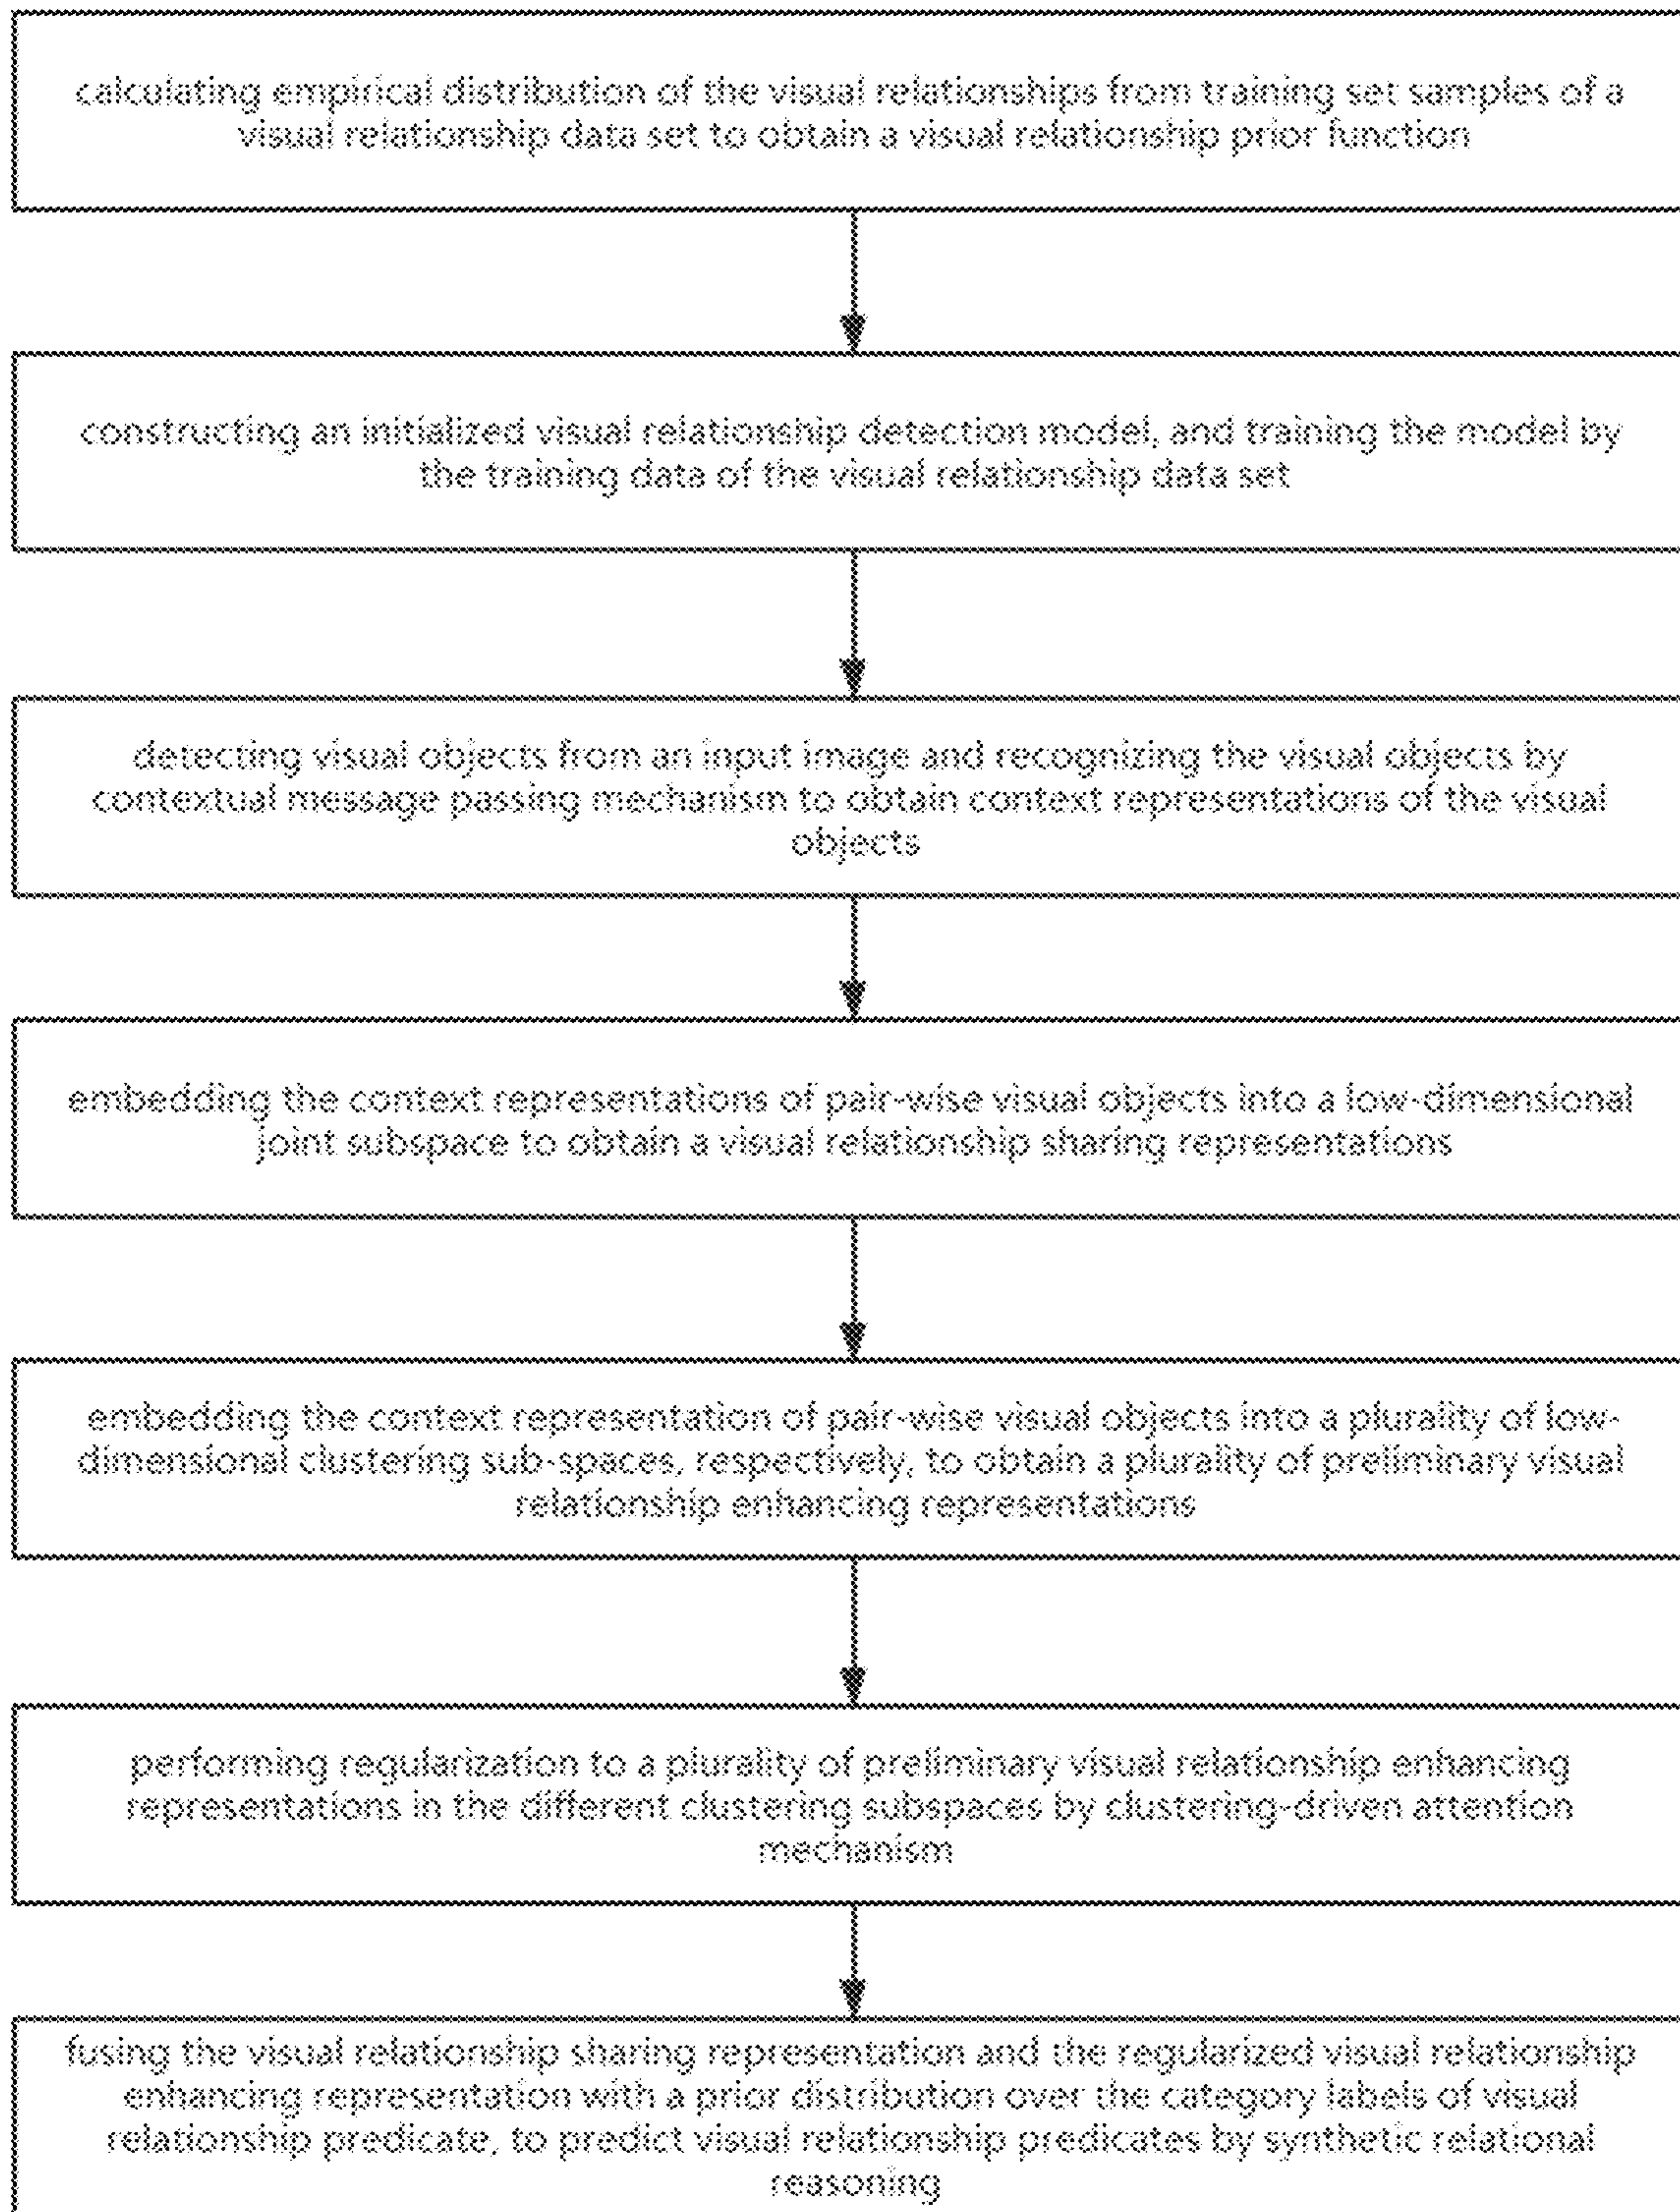 calculating empirical distribution of the visual relationships from training set samples of a
visual relationship data set to obtain a visual relationship prior function
constructing an initialized visual relationship detection model, and training the model by
the training data of the visual relationship data set
detecting visual objects from an input image and recognizing the visual objects by
contextual message passing mechanism to obtain context representations of the visual
objects
embedding the context representations of pair-wise visual objects into a low-dimensional
joint subspace to obtain a visual relationship sharing representations
embedding the context representation of pair-wise visual objects into a plurality of low-
dimensional clustering sub-spaces, respectively, to obtain a plurality of preliminary visual
relationship enhancing representations
performing regularization to a plurality of preliminary visual relationship enhancing
representations in the different clustering subspaces by clustering-driven attention
mechanism
fusing the visual relationship sharing representation and the regularized visual relationship
enhancing representation with a prior distribution over the category labels of visual
relationship predicate, to predict visual relationship predicates by synthetic relational
reasoning